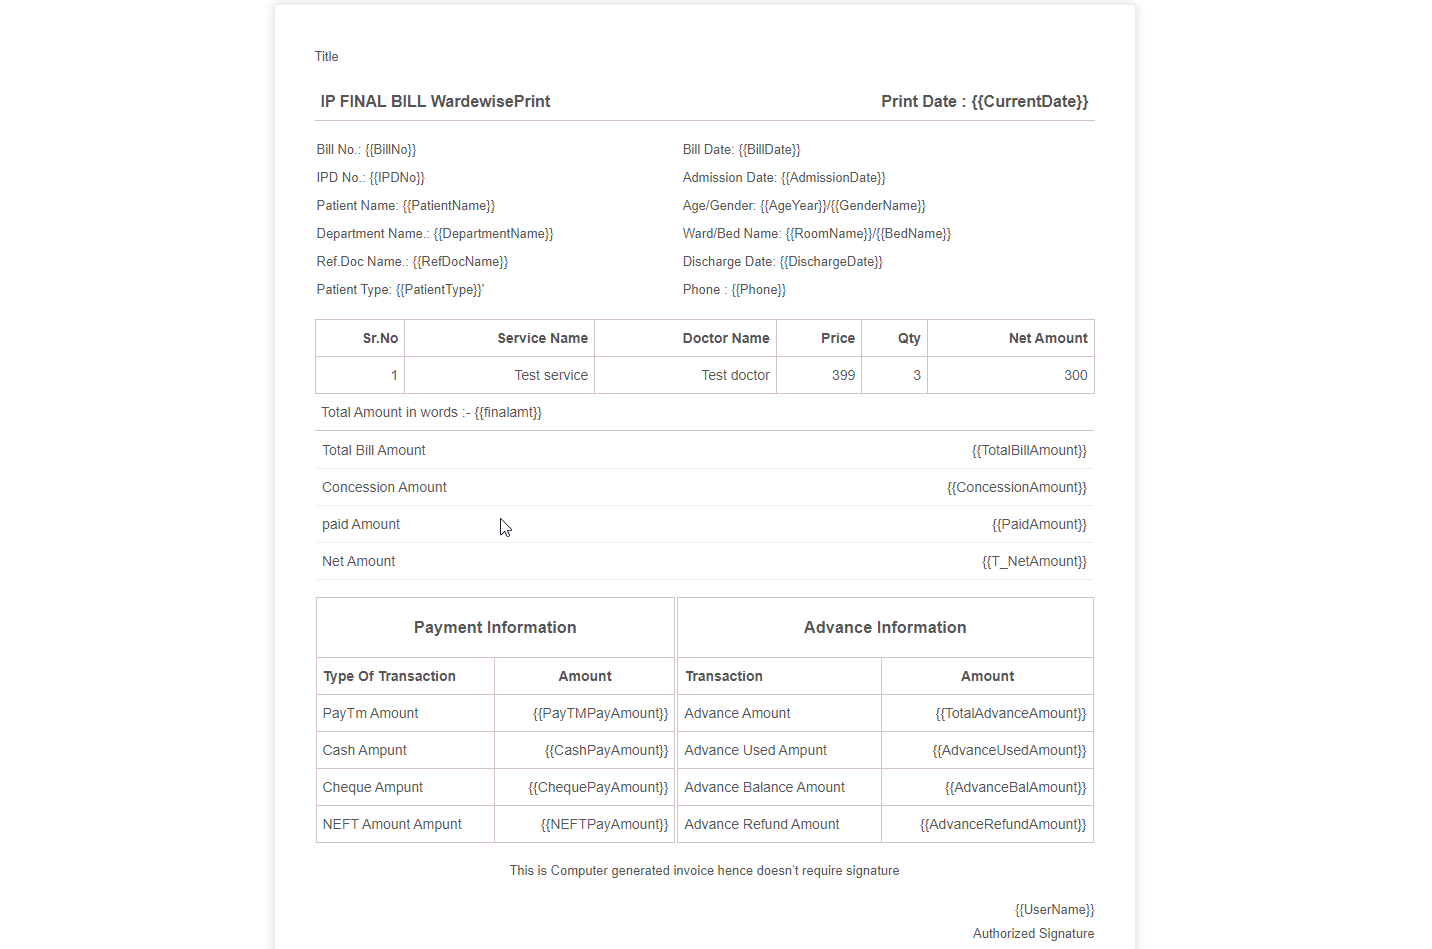 Title
IP FINAL BILL WardewisePrint Print Date : {{CurrentDate}}
Bill No.: {{BillNo}} Bill Date: {{BillDate}}
IPD No.: {{IPDNo}} Admission Date: {{AdmissionDate}}
Patient Name: {{PatientName}} Age/Gender: {{AgeYear}}/{{GenderName}}
Department Name.: {{DepartmentName}} Ward/Bed Name: {{RoomName}}/{{BedName}}
Ref.Doc Name.: {{RefDocName}} Discharge Date: {{DischargeDate}}
Patient Type: {{PatientType}}' Phone : {{Phone}}
Sr.No Service Name Doctor Name Price Qty Net Amount
1 Test service Test doctor 399 3 300
Total Amount in words :- {{finalamt}}
Total Bill Amount {{TotalBillAmount}}
Concession Amount {{ConcessionAmount}}
paid Amount {{PaidAmount}}
Net Amount {{T_NetAmount}}
Payment Information Advance Information
Type Of Transaction Amount Transaction Amount
PayTm Amount {{PayTMPayAmount}} Advance Amount {{TotalAdvanceAmount}}
Cash Ampunt {{CashPayAmount}} Advance Used Ampunt {{AdvanceUsedAmount}}
Cheque Ampunt {{ChequePayAmount}} Advance Balance Amount {{AdvanceBalAmount}}
NEFT Amount Ampunt {{NEFTPayAmount}} Advance Refund Amount {{AdvanceRefundAmount}}
This is Computer generated invoice hence doesn’t require signature
{{UserName}}
Authorized Signature